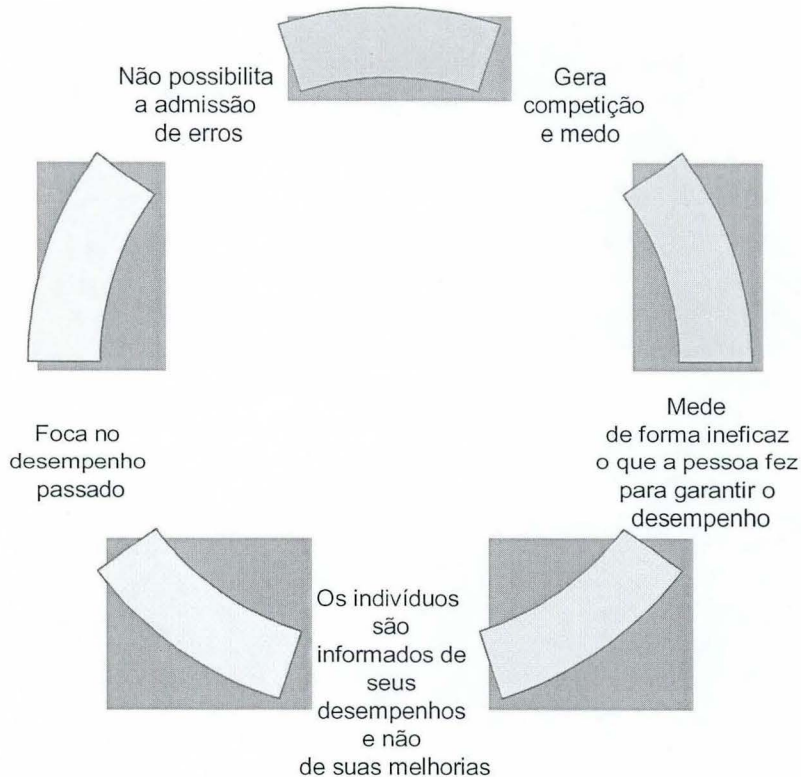 Não possibilita
a admissão
de erros
Gera
competição
e medo
Foca no
desempenho
passado
Mede
de forma ineficaz
o que a pessoa fez
para garantir o
desempenho
Os indivíduos
são
informados de
seus
desempenhos
e não
de suas melhorias